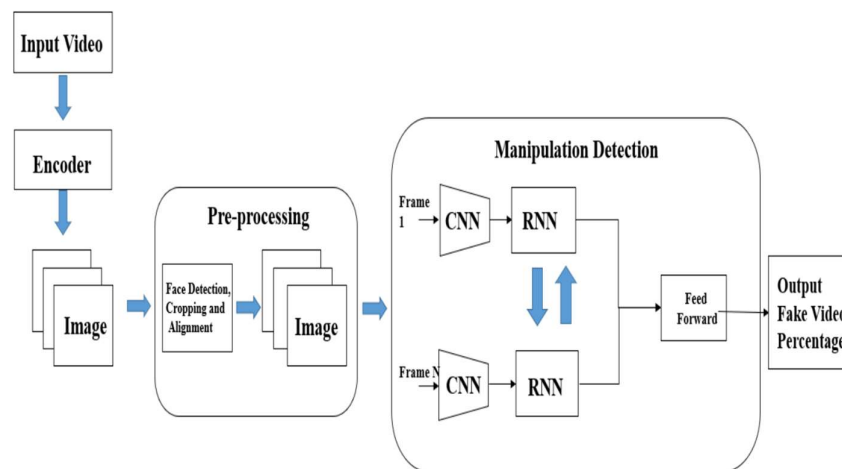 Input Video
Encoder
Image
Pre-processing
Face Detection,
Cropping and
Alignment
Image
Manipulation Detection
Frame
1
CNN
RNN
Frame N
CNN
RNN
Feed
Forward
Output
Fake Video
Percentage